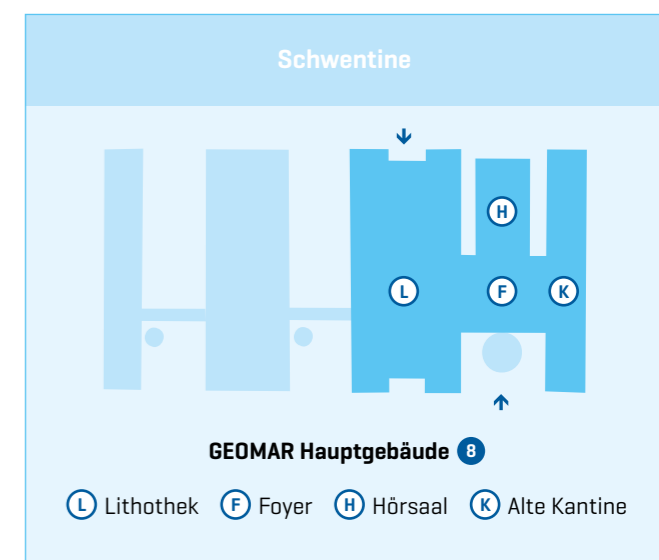 Schwentine
H
L F K
GEOMAR Hauptgebäude 8
L Lithothek F Foyer H Hörsaal K Alte Kantine